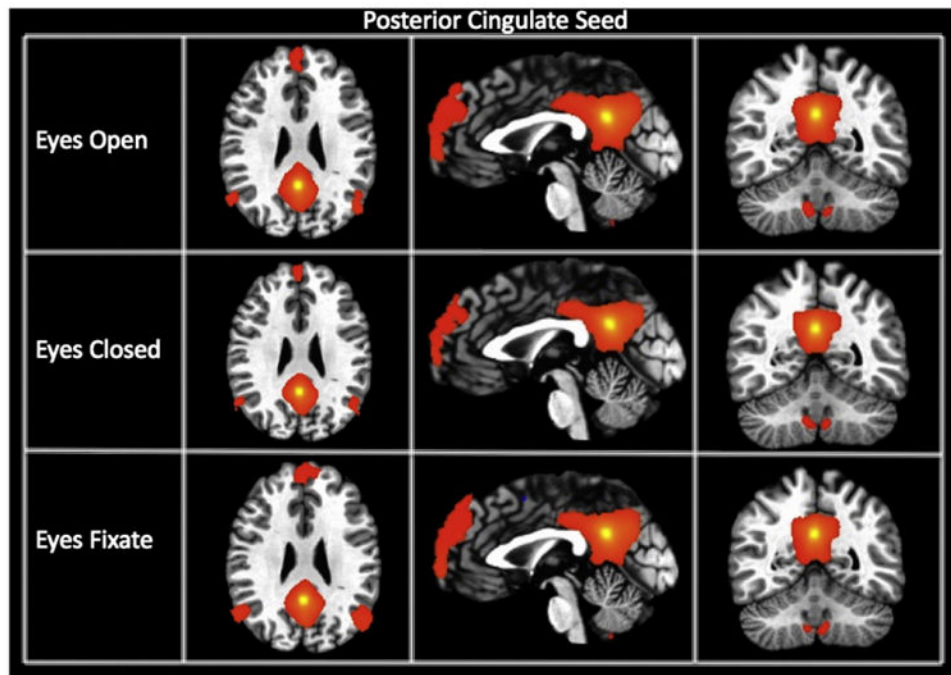 Posterior Cingulate Seed
Eyes Open
Eyes Closed
Eyes Fixate